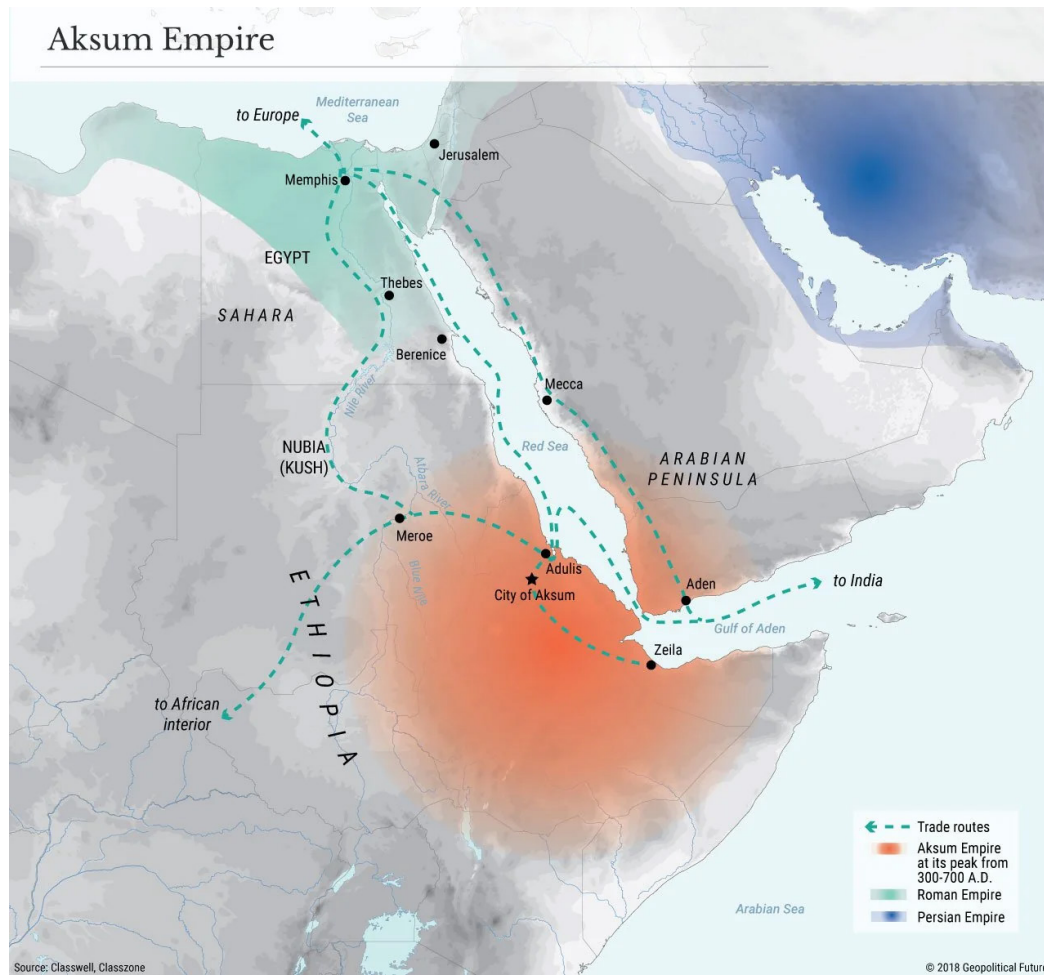 Aksum Empire
Mediterranean
Sea
to Europe
Jerusalem
Memphis
EGYPT
Thebes
SAHARA
Berenice
Nile River
Mecca
NUBIA
(KUSH)
Red Sea
Atbara River
ARABIAN
PENINSULA
Meroe
Adulis
Blue Nile
City of Aksum
Aden
to India
ETHIOPIA
Gulf of Aden
Zeila
to African
interior
Trade routes
Aksum Empire
at its peak from
300-700 A.D.
Roman Empire
Persian Empire
Arabian Sea
Source: Classwell, Classzone
© 2018 Geopolitical Future